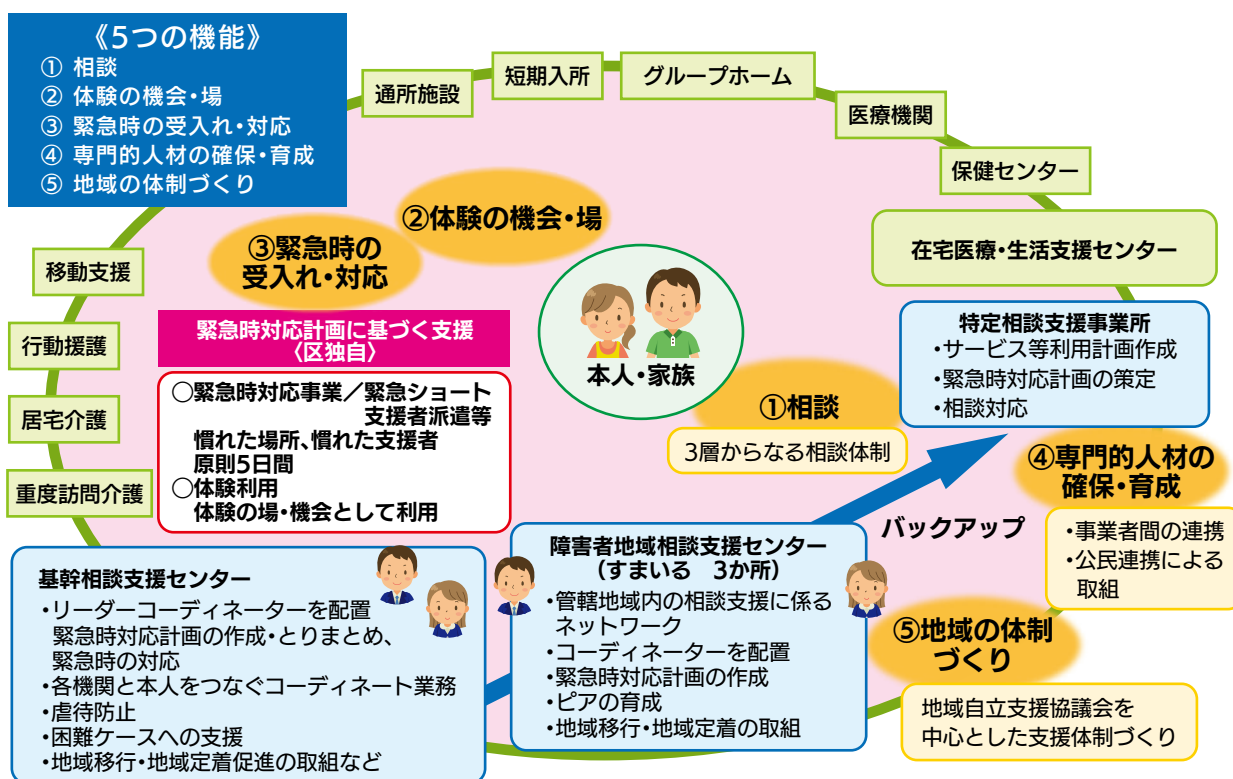 《5つの機能》
① 相談
② 体験の機会・場
③ 緊急時の受入れ・対応
④ 専門的人材の確保・育成
⑤ 地域の体制づくり
通所施設
短期入所
グループホーム
医療機関
保健センター
在宅医療・生活支援センター
移動支援
行動援護
居宅介護
重度訪問介護
②体験の機会・場
③緊急時の
受入れ・対応
緊急時対応計画に基づく支援
〈区独自〉
○緊急時対応事業／緊急ショート
支援者派遣等
慣れた場所、慣れた支援者
原則5日間
○体験利用
体験の場・機会として利用
本人・家族
①相談
3層からなる相談体制
特定相談支援事業所
・サービス等利用計画作成
・緊急時対応計画の策定
・相談対応
④専門的人材の
確保・育成
・事業者間の連携
・公民連携による
取組
バックアップ
基幹相談支援センター
・リーダーコーディネーターを配置
緊急時対応計画の作成・とりまとめ、
緊急時の対応
・各機関と本人をつなぐコーディネート業務
・虐待防止
・困難ケースへの支援
・地域移行・地域定着促進の取組など
障害者地域相談支援センター
（すまいる　3か所）
・管轄地域内の相談支援に係る
ネットワーク
・コーディネーターを配置
・緊急時対応計画の作成
・ピアの育成
・地域移行・地域定着の取組
⑤地域の体制
づくり
地域自立支援協議会を
中心とした支援体制づくり